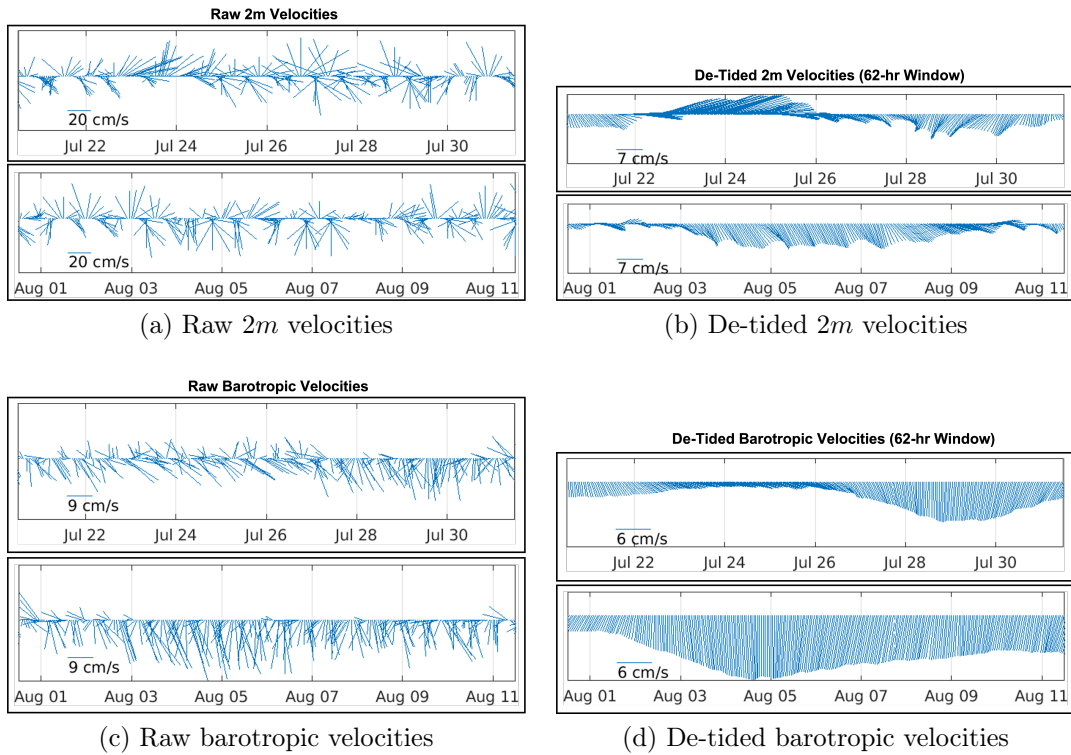 Raw 2m Velocities
20 cm/s
Jul 22 Jul 24 Jul 26 Jul 28 Jul 30
20 cm/s
Aug 01 Aug 03 Aug 05 Aug 07 Aug 09 Aug 11
(a) Raw 2m velocities
De-Tided 2m Velocities (62-hr Window)
7 cm/s
Jul 22 Jul 24 Jul 26 Jul 28 Jul 30
7 cm/s
Aug 01 Aug 03 Aug 05 Aug 07 Aug 09 Aug 11
(b) De-tided 2m velocities
Raw Barotropic Velocities
9 cm/s
Jul 22 Jul 24 Jul 26 Jul 28 Jul 30
9 cm/s
Aug 01 Aug 03 Aug 05 Aug 07 Aug 09 Aug 11
(c) Raw barotropic velocities
De-Tided Barotropic Velocities (62-hr Window)
6 cm/s
Jul 22 Jul 24 Jul 26 Jul 28 Jul 30
6 cm/s
Aug 01 Aug 03 Aug 05 Aug 07 Aug 09 Aug 11
(d) De-tided barotropic velocities